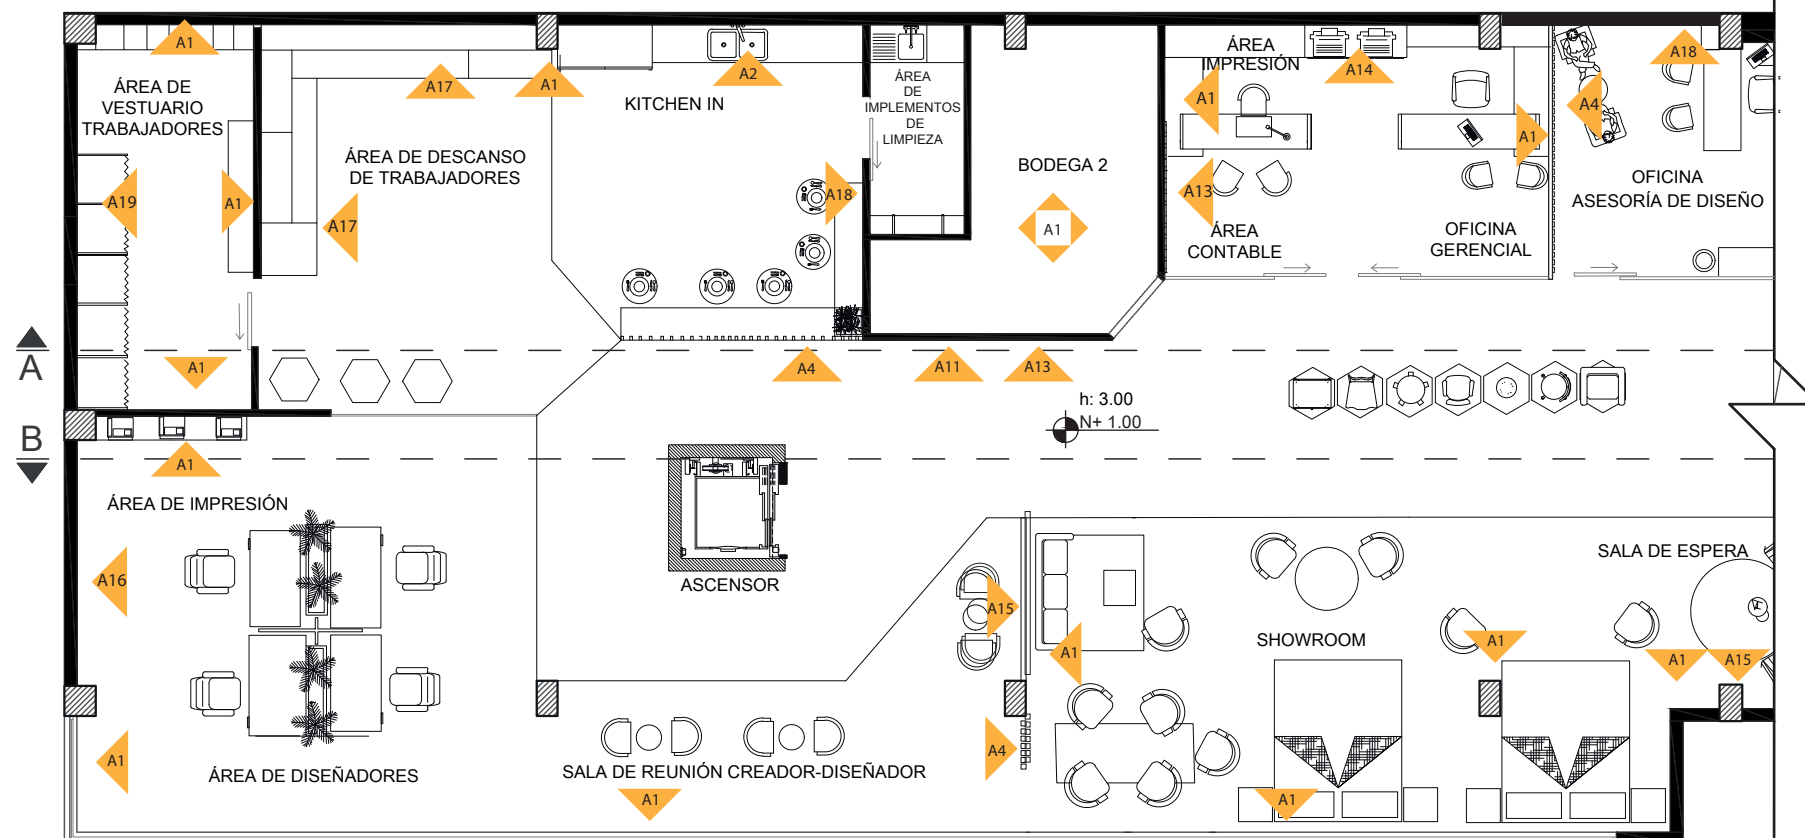 A1
A18
ÁREA
IMPRESIÓN
A2
A14
A17
A1
ÁREA DE
VESTUARIO
TRABAJADORES
KITCHEN IN
ÁREA
DE
IMPLEMENTOS
DE
LIMPIEZA
A1
A4
A1
ÁREA DE DESCANSO
DE TRABAJADORES
BODEGA 2
OFICINA
ASESORÍA DE DISEÑO
A19
A1
A17
A18
A13
A1
ÁREA
CONTABLE
OFICINA
GERENCIAL
A
A1
A4
A11
A13
h: 3.00
N+ 1.00
B
A1
ÁREA DE IMPRESIÓN
SALA DE ESPERA
A16
ASCENSOR
A15
SHOWROOM
A1
A1
A1
A15
A1
A4
ÁREA DE DISEÑADORES
SALA DE REUNIÓN CREADOR-DISEÑADOR
A1
A1